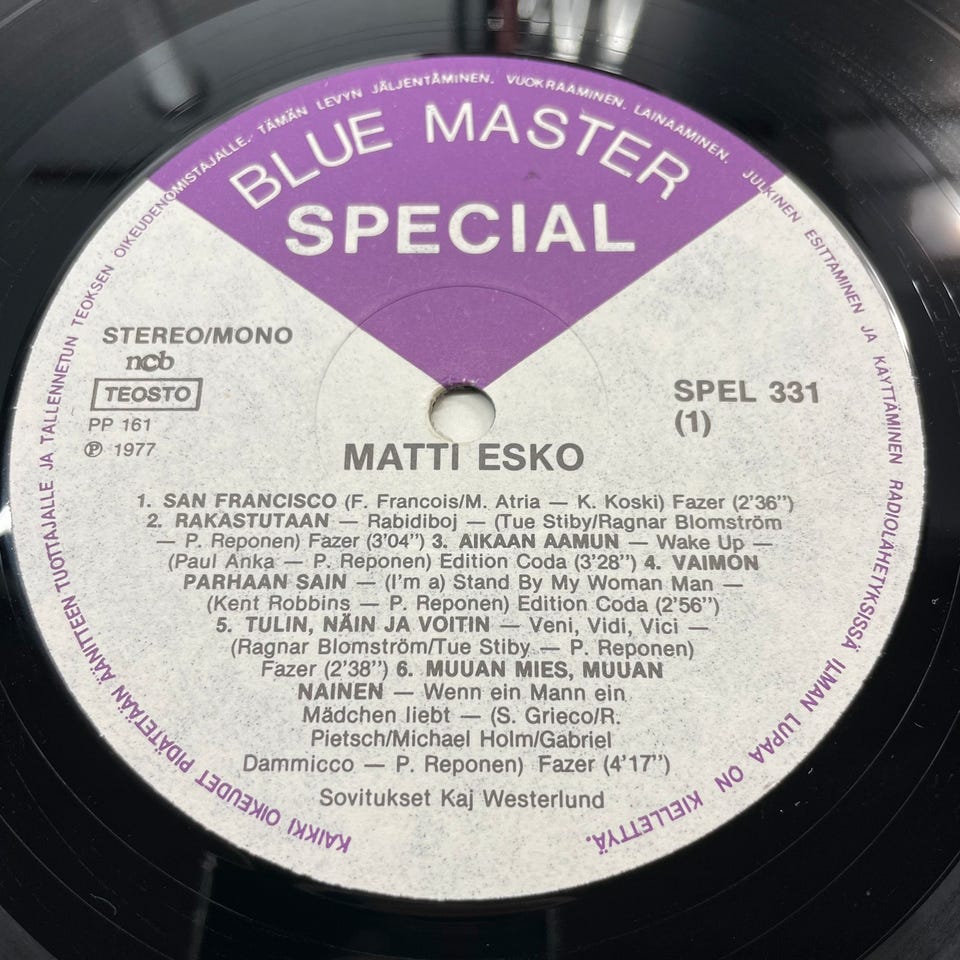 KAIKKI OIKEUDET PIDÄTETÄÄN ÄÄNITTEEN TUOTTAJALLE JA TALLENNETUN TEOKSEN OIKEUDENOMISTAJALLE. TÄMÄN LEVYN JÄLJENTÄMINEN. VUOKRAAMINEN. LAINAAMINEN. JULKINEN ESITTÄMINEN JA KÄYTTÄMINEN RADIOLÄHETYKSISSÄ ILMAN LUPAA ON KIELLETTYÄ.
BLUE MASTER
SPECIAL
STEREO/MONO
ncb
TEOSTO
PP 161
℗ 1977
SPEL 331
(1)
MATTI ESKO
1. SAN FRANCISCO (F. Francois/M. Atria — K. Koski) Fazer (2'36")
2. RAKASTUTAAN — Rabidiboj — (Tue Stiby/Ragnar Blomström
— P. Reponen) Fazer (3'04") 3. AIKAAN AAMUN — Wake Up —
(Paul Anka — P. Reponen) Edition Coda (3'28") 4. VAIMON
PARHAAN SAIN — (I'm a) Stand By My Woman Man —
(Kent Robbins — P. Reponen) Edition Coda (2'56")
5. TULIN, NÄIN JA VOITIN — Veni, Vidi, Vici —
(Ragnar Blomström/Tue Stiby — P. Reponen)
Fazer (2'38") 6. MUUAN MIES, MUUAN
NAINEN — Wenn ein Mann ein
Mädchen liebt — (S. Grieco/R.
Pietsch/Michael Holm/Gabriel
Dammicco — P. Reponen) Fazer (4'17")
Sovitukset Kaj Westerlund